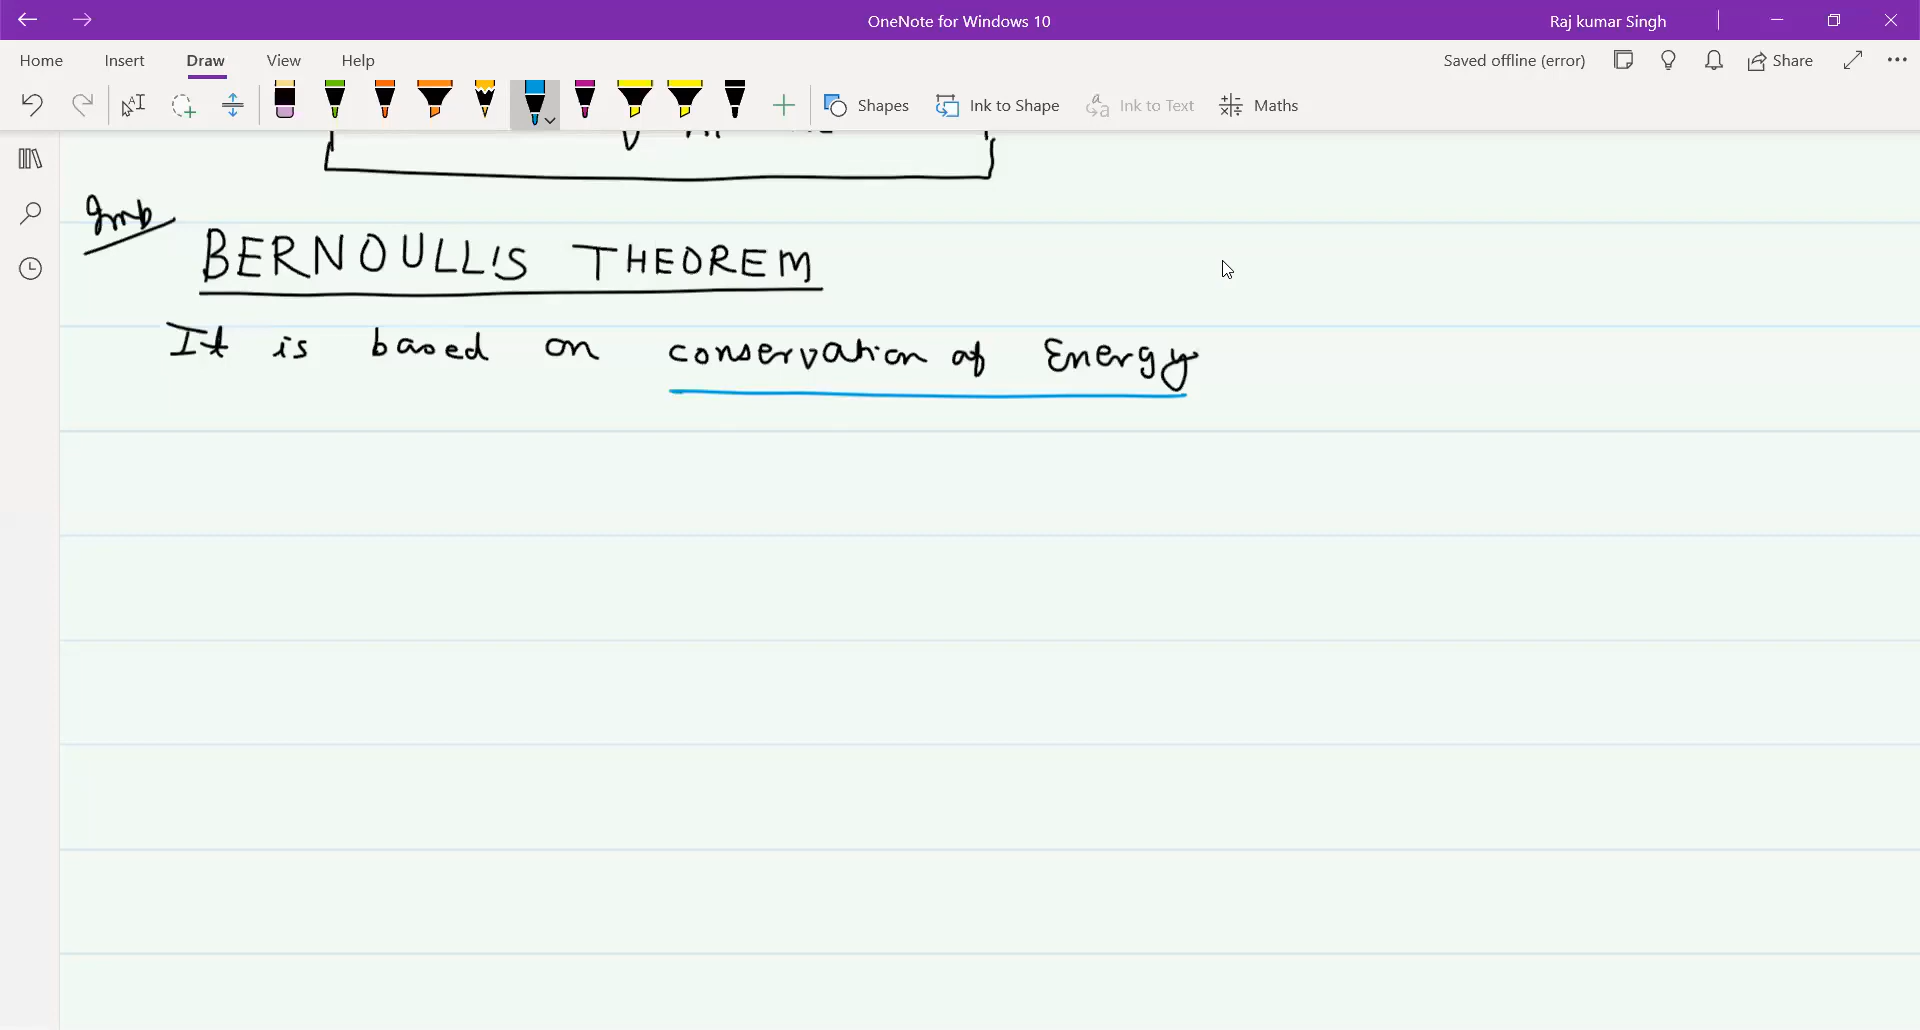 OneNote for Windows 10 Raj kumar Singh
Home Insert Draw View Help Saved offline (error) Share
Shapes Ink to Shape Ink to Text Maths
Imp
BERNOULLI'S THEOREM
It is based on conservation of Energy